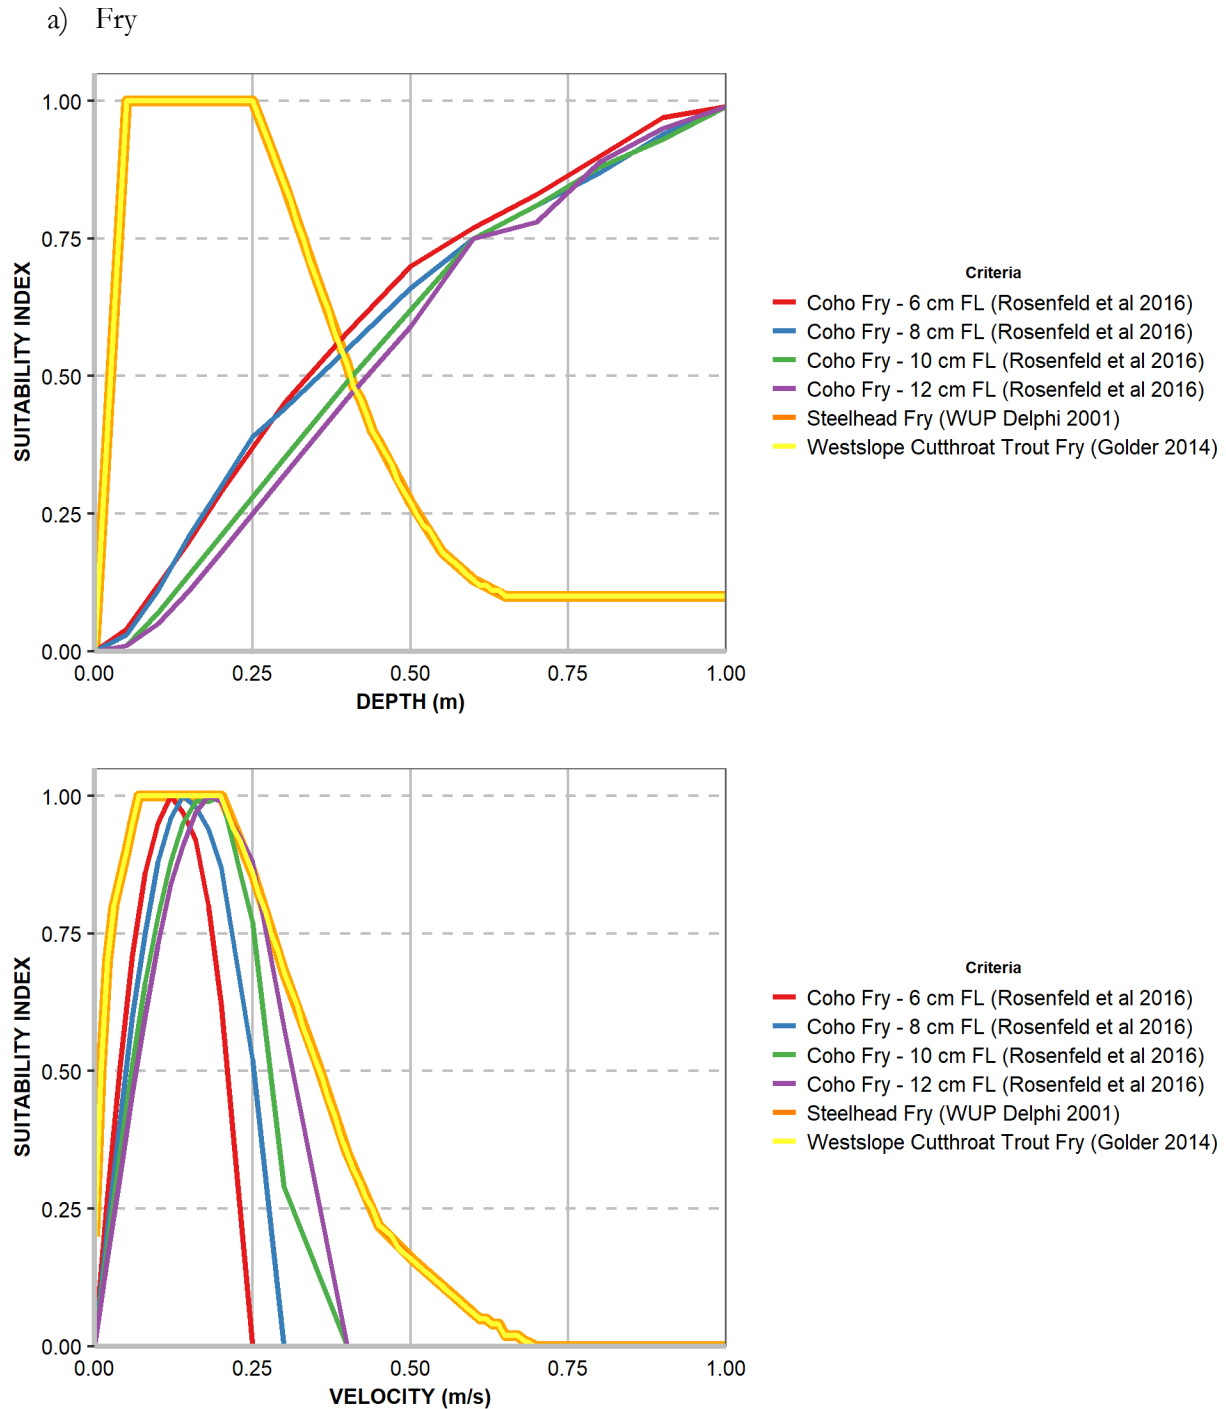 a) Fry
1.00
0.75
0.50
0.25
0.00
SUITABILITY INDEX
0.00 0.25 0.50 0.75 1.00
DEPTH (m)
Criteria
Coho Fry - 6 cm FL (Rosenfeld et al 2016)
Coho Fry - 8 cm FL (Rosenfeld et al 2016)
Coho Fry - 10 cm FL (Rosenfeld et al 2016)
Coho Fry - 12 cm FL (Rosenfeld et al 2016)
Steelhead Fry (WUP Delphi 2001)
Westslope Cutthroat Trout Fry (Golder 2014)
1.00
0.75
0.50
0.25
0.00
SUITABILITY INDEX
0.00 0.25 0.50 0.75 1.00
VELOCITY (m/s)
Criteria
Coho Fry - 6 cm FL (Rosenfeld et al 2016)
Coho Fry - 8 cm FL (Rosenfeld et al 2016)
Coho Fry - 10 cm FL (Rosenfeld et al 2016)
Coho Fry - 12 cm FL (Rosenfeld et al 2016)
Steelhead Fry (WUP Delphi 2001)
Westslope Cutthroat Trout Fry (Golder 2014)